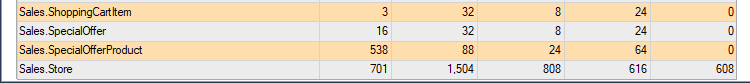 Sales.ShoppingCartItem 3 32 8 24 0
Sales.SpecialOffer 16 32 8 24 0
Sales.SpecialOfferProduct 538 88 24 64 0
Sales.Store 701 1,504 808 616 608